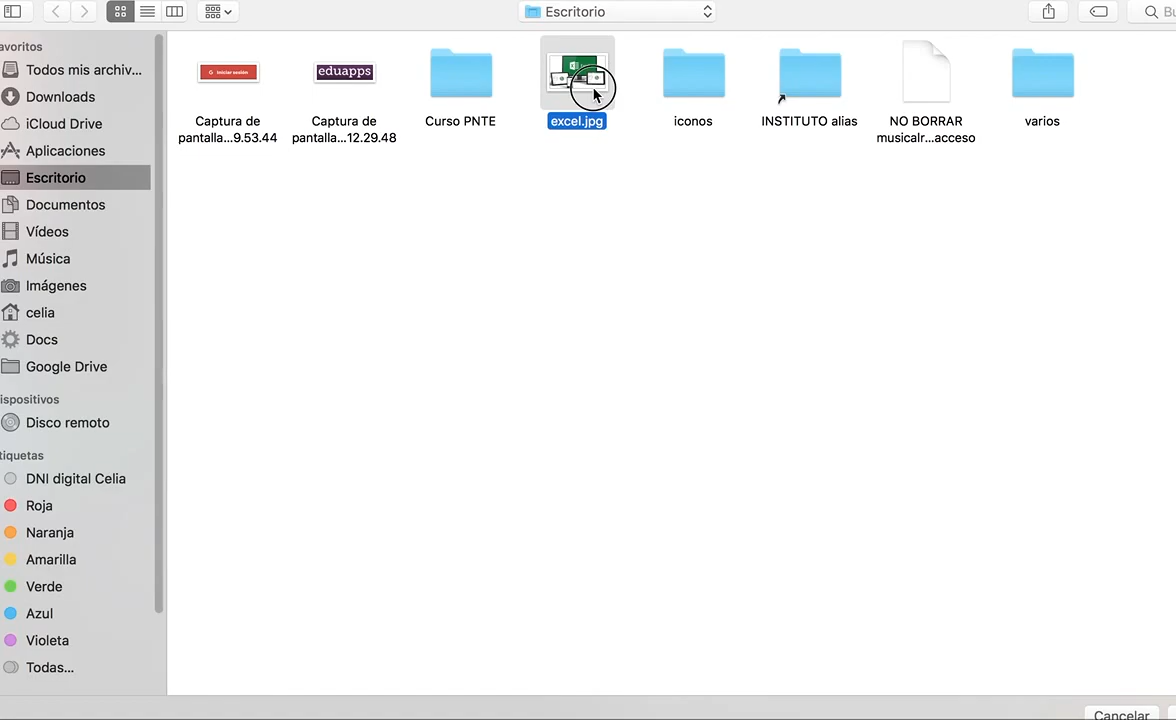 Escritorio
avoritos
Todos mis archiv...
Downloads
iCloud Drive
Aplicaciones
Escritorio
Documentos
Vídeos
Música
Imágenes
celia
Docs
Google Drive
ispositivos
Disco remoto
tiquetas
DNI digital Celia
Roja
Naranja
Amarilla
Verde
Azul
Violeta
Todas...
G Iniciar sesión
Captura de
pantalla...9.53.44
eduapps
Captura de
pantalla...12.29.48
Curso PNTE
excel.jpg
iconos
INSTITUTO alias
NO BORRAR
musicalr...acceso
varios
Cancelar